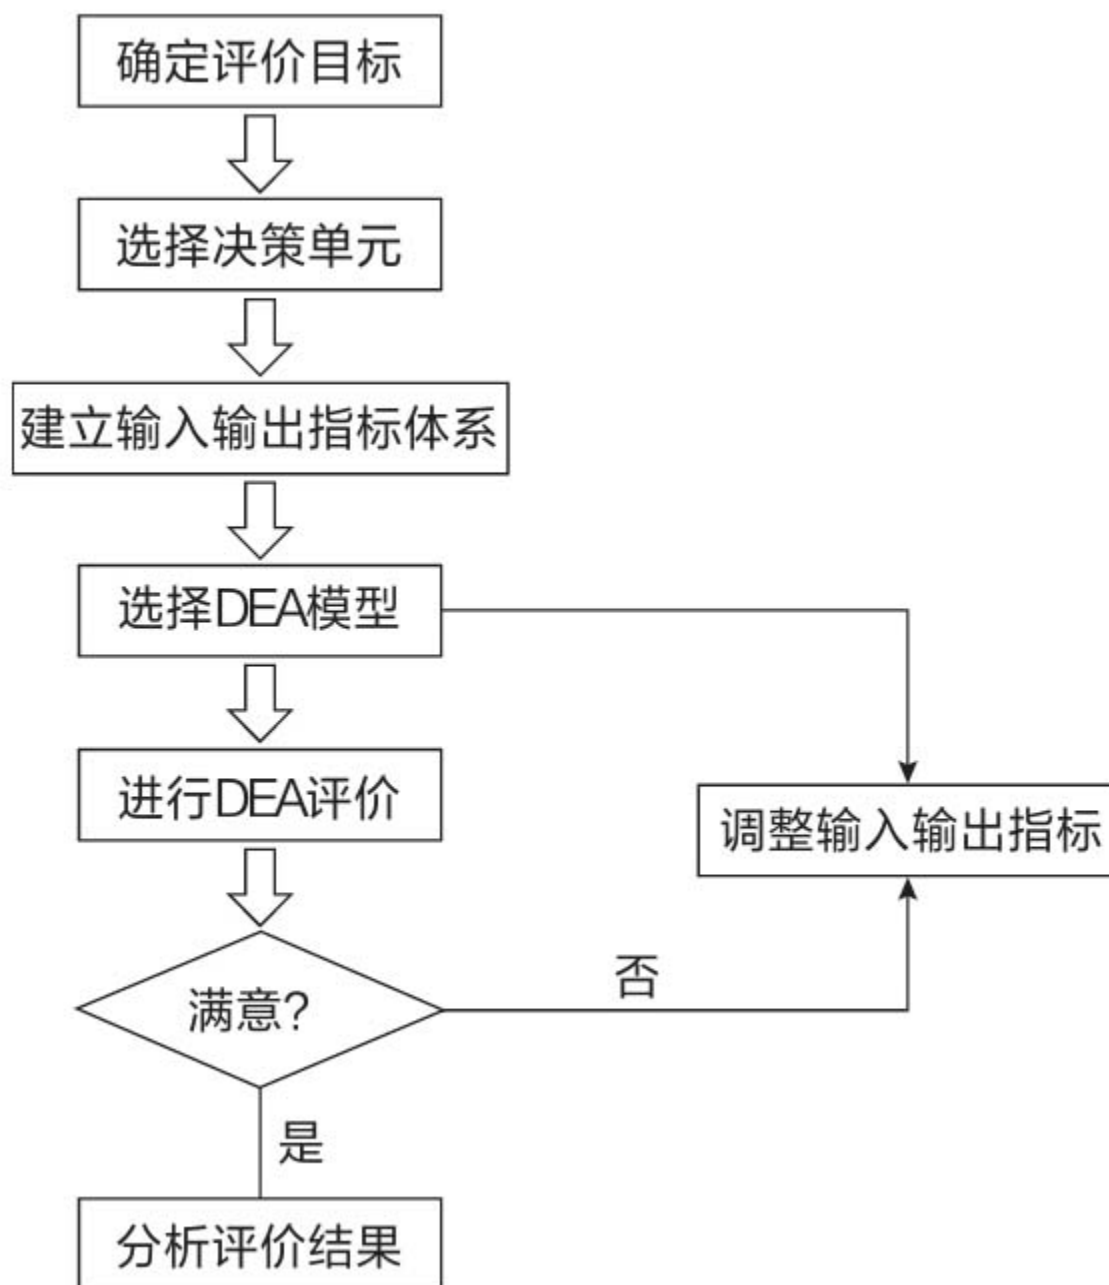 确定评价目标
选择决策单元
建立输入输出指标体系
选择DEA模型
进行DEA评价
调整输入输出指标
满意?
否
是
分析评价结果